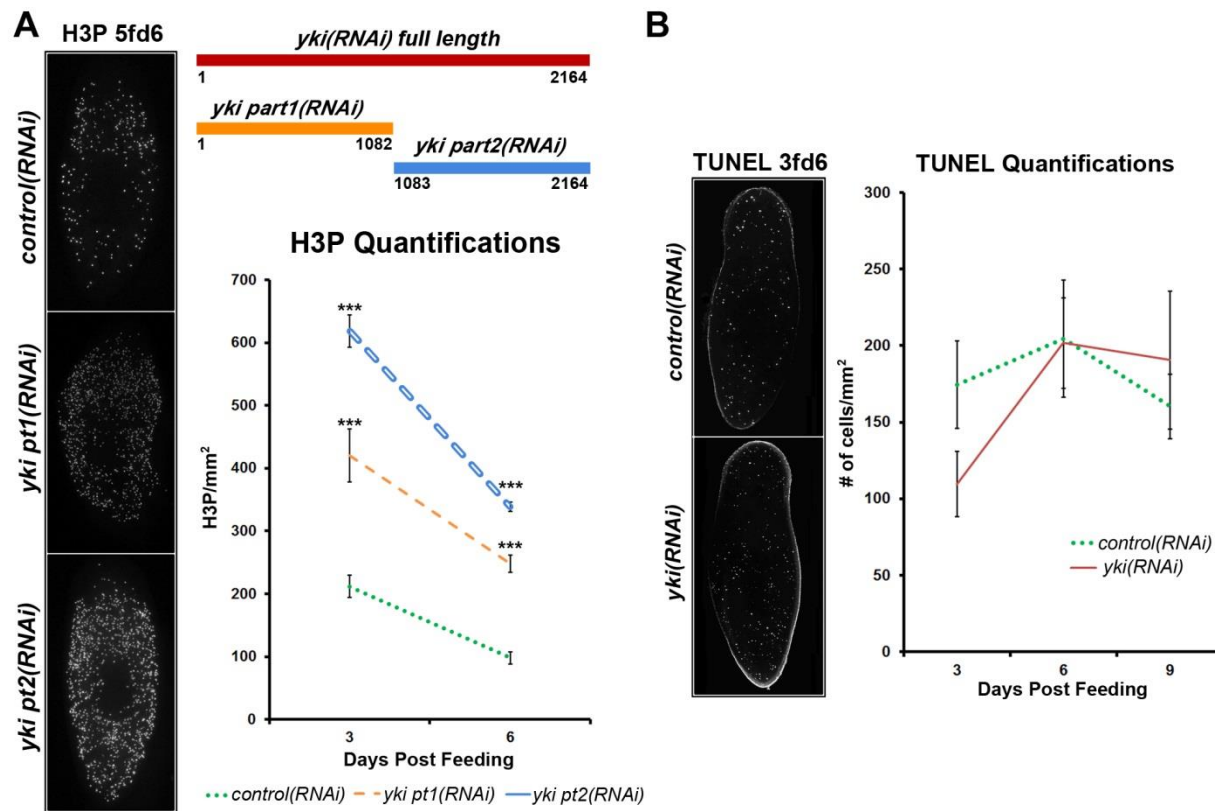 A
H3P 5fd6
control(RNAi)
yki pt1(RNAi)
yki pt2(RNAi)
yki(RNAi) full length
1 2164
yki part1(RNAi)
1 1082
yki part2(RNAi)
1083 2164
H3P Quantifications
700
600
500
400
300
200
100
0
H3P/mm²
***
***
***
***
3 6
Days Post Feeding
control(RNAi) yki pt1(RNAi) yki pt2(RNAi)
B
TUNEL 3fd6
control(RNAi)
yki(RNAi)
TUNEL Quantifications
300
250
200
150
100
50
0
# of cells/mm²
control(RNAi)
yki(RNAi)
3 6 9
Days Post Feeding